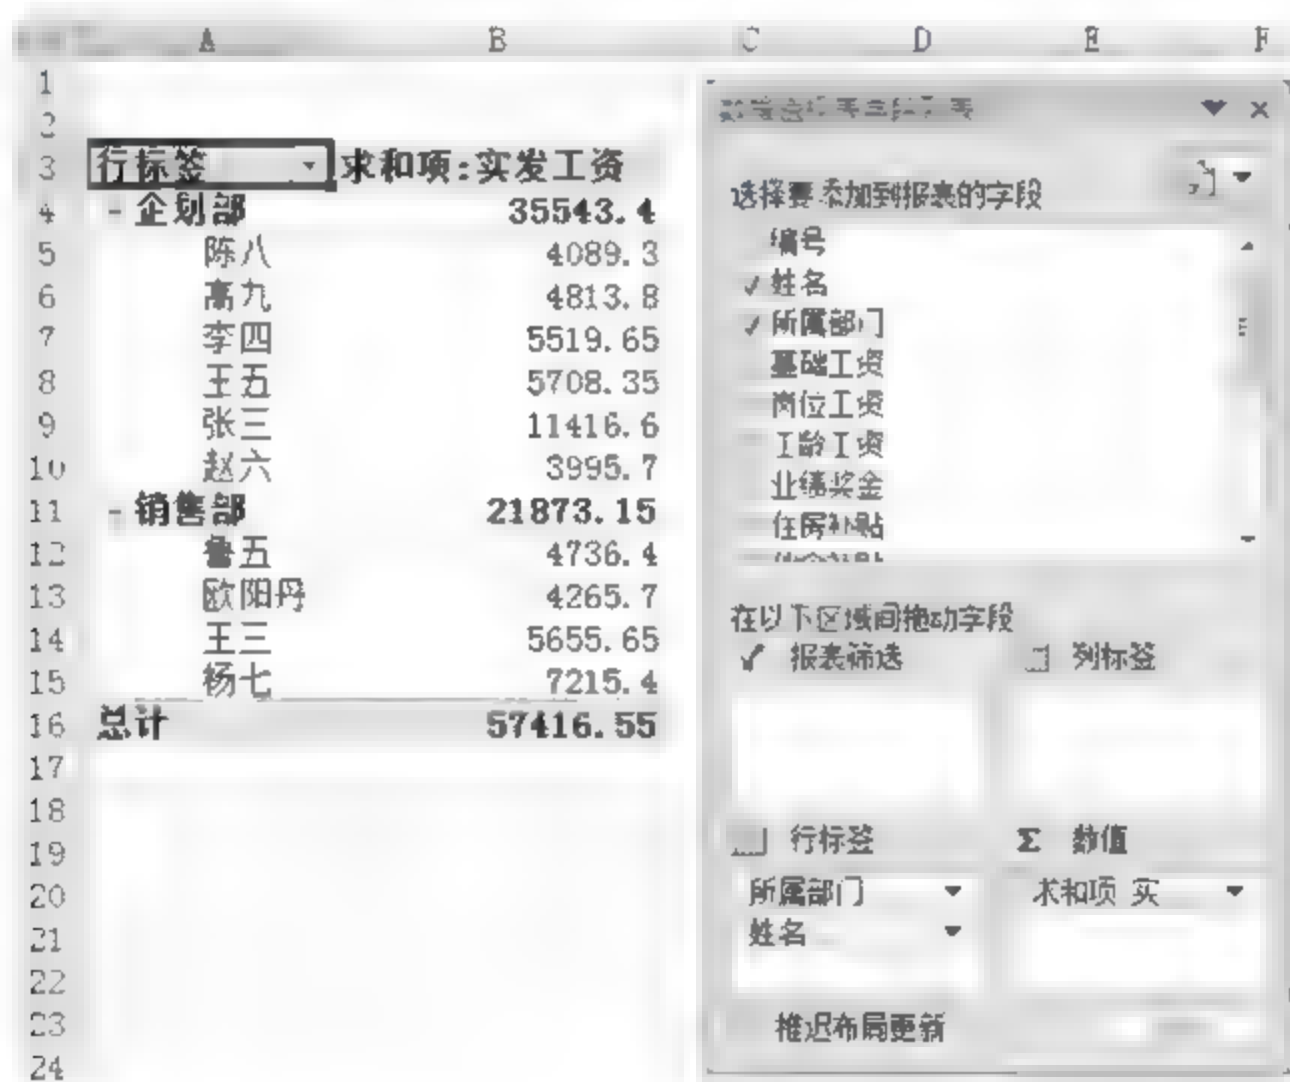 A B C D E F
1
2
3 行标签 求和项:实发工资
4 - 企划部 35543.4
5 陈八 4089.3
6 高九 4813.8
7 李四 5519.65
8 王五 5708.35
9 张三 11416.6
10 赵六 3995.7
11 - 销售部 21873.15
12 鲁五 4736.4
13 欧阳丹 4265.7
14 王三 5655.65
15 杨七 7215.4
16 总计 57416.55
17
18
19
20
21
22
23
24
选择要添加到报表的字段
编号
姓名
所属部门
基础工资
岗位工资
工龄工资
业绩奖金
住房补贴
在以下区域间拖动字段
报表筛选 列标签
行标签 Σ 数值
所属部门 求和项 实
姓名
推迟布局更新